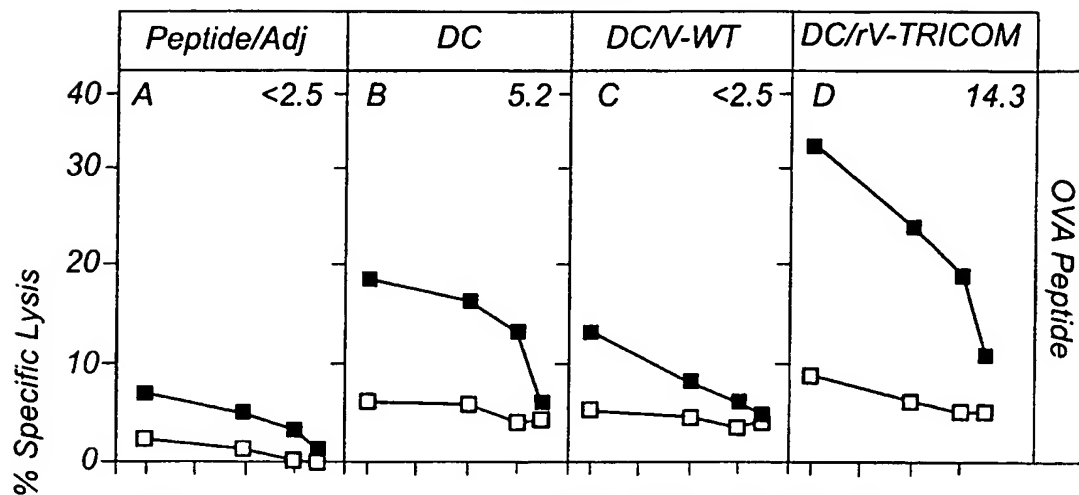 Peptide/Adj DC DC/V-WT DC/rV-TRICOM
A <2.5 B 5.2 C <2.5 D 14.3
40
30
20
10
0
% Specific Lysis
OVA Peptide